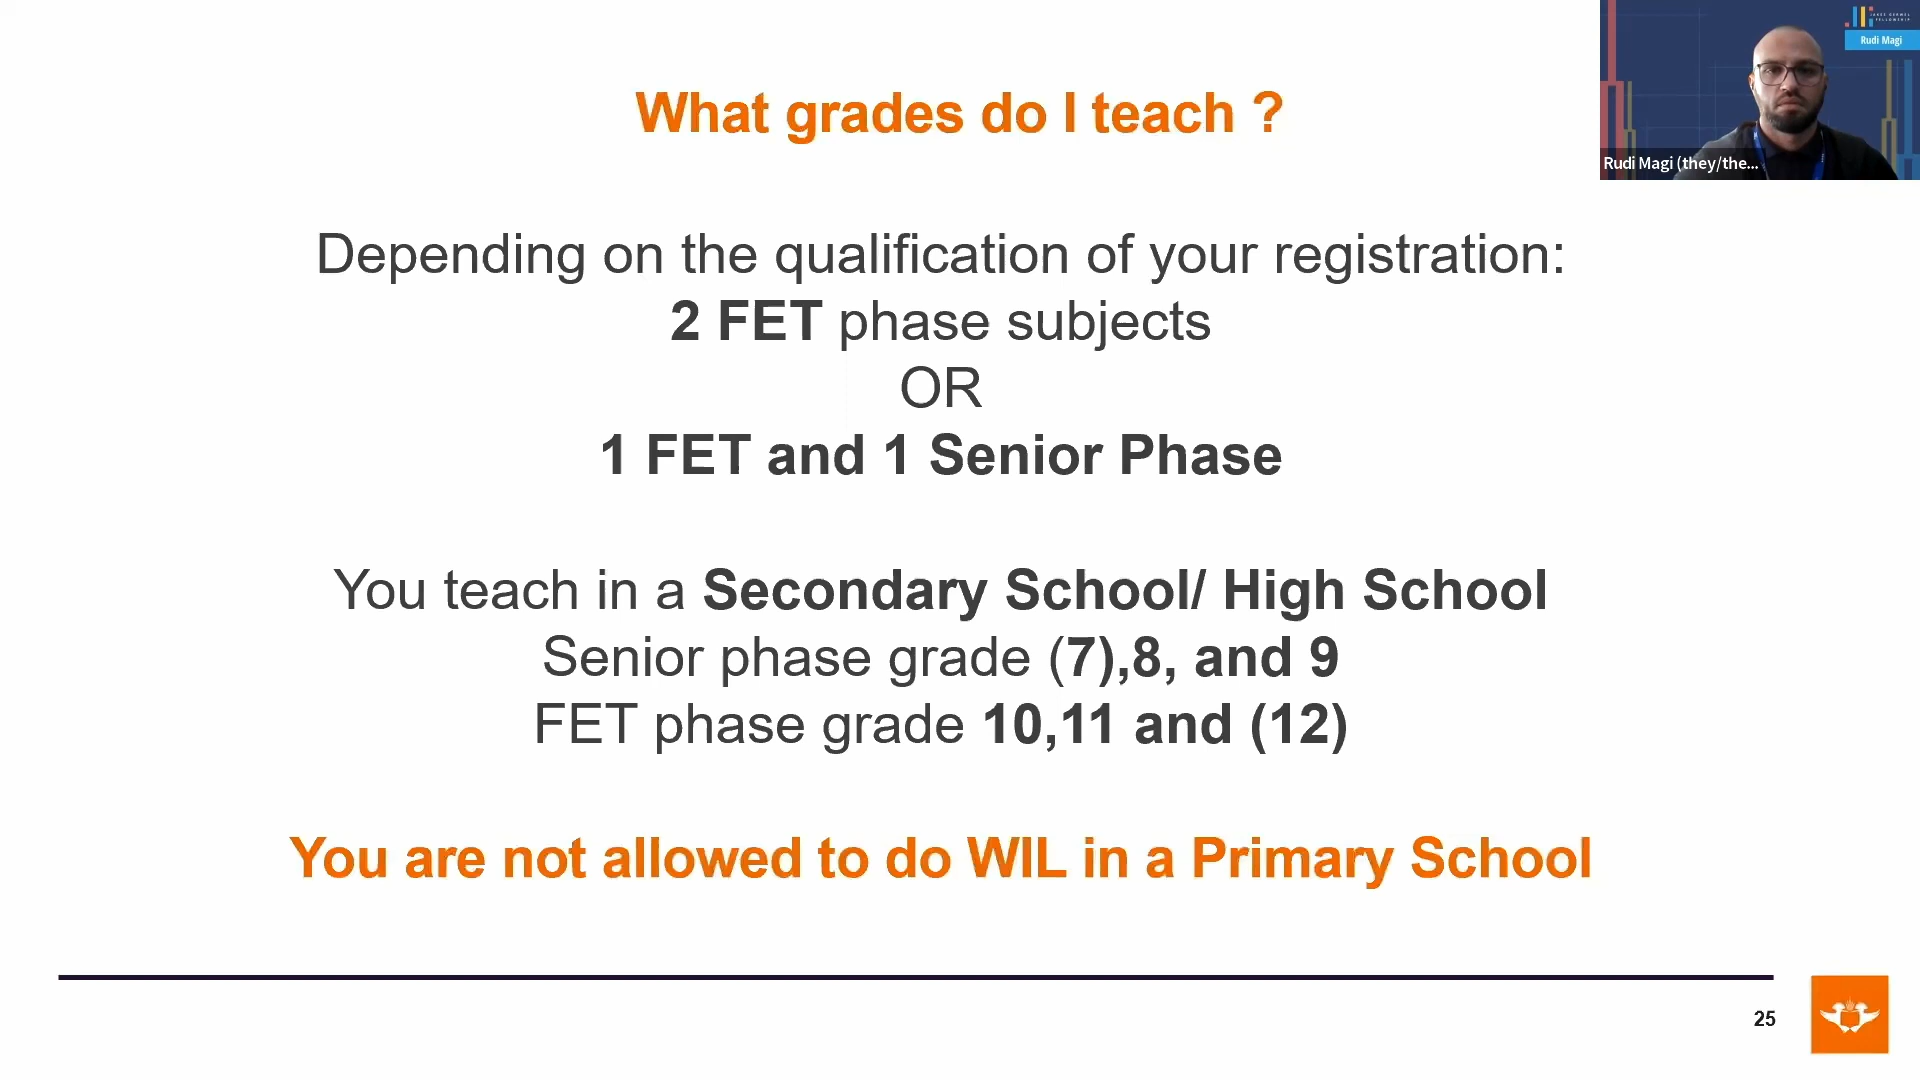 What grades do I teach ?
Depending on the qualification of your registration:
2 FET phase subjects
OR
1 FET and 1 Senior Phase
You teach in a Secondary School/ High School
Senior phase grade (7),8, and 9
FET phase grade 10,11 and (12)
You are not allowed to do WIL in a Primary School
25
JAKES GERWEL
FELLOWSHIP
Rudi Magi
Rudi Magi (they/the...